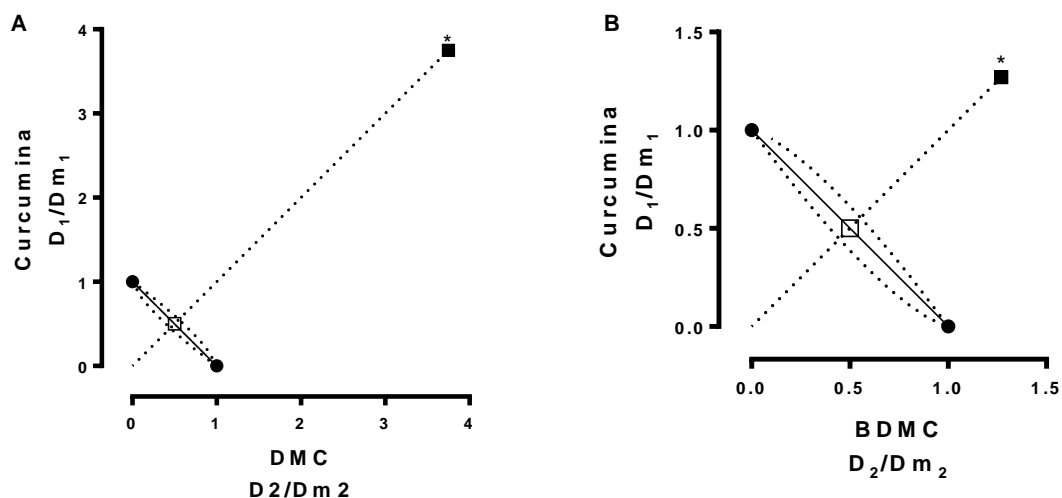 A
Curcumina
D₁/Dm₁
4
3
2
1
0
*
0 1 2 3 4
DMC
D2/Dm2
B
Curcumina
D₁/Dm₁
1.5
1.0
0.5
0.0
*
0.0 0.5 1.0 1.5
BDMC
D₂/Dm₂